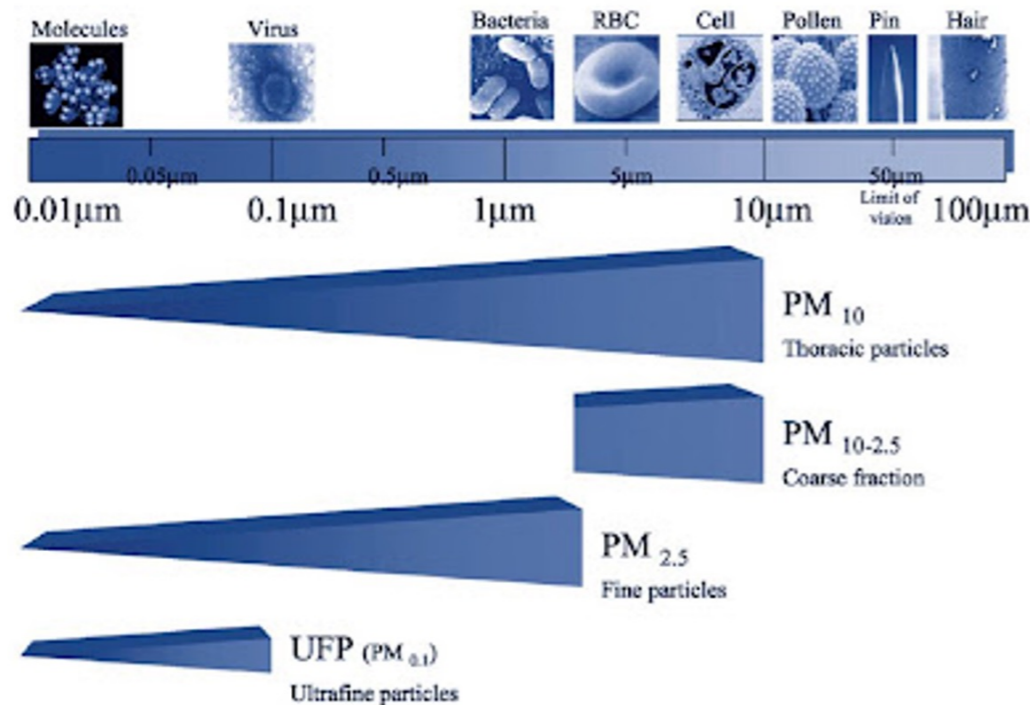 Molecules Virus Bacteria RBC Cell Pollen Pin Hair
0.05µm 0.5µm 5µm 50µm
0.01µm 0.1µm 1µm 10µm Limit of vision 100µm
PM 10
Thoracic particles
PM 10-2.5
Coarse fraction
PM 2.5
Fine particles
UFP (PM 0.1)
Ultrafine particles